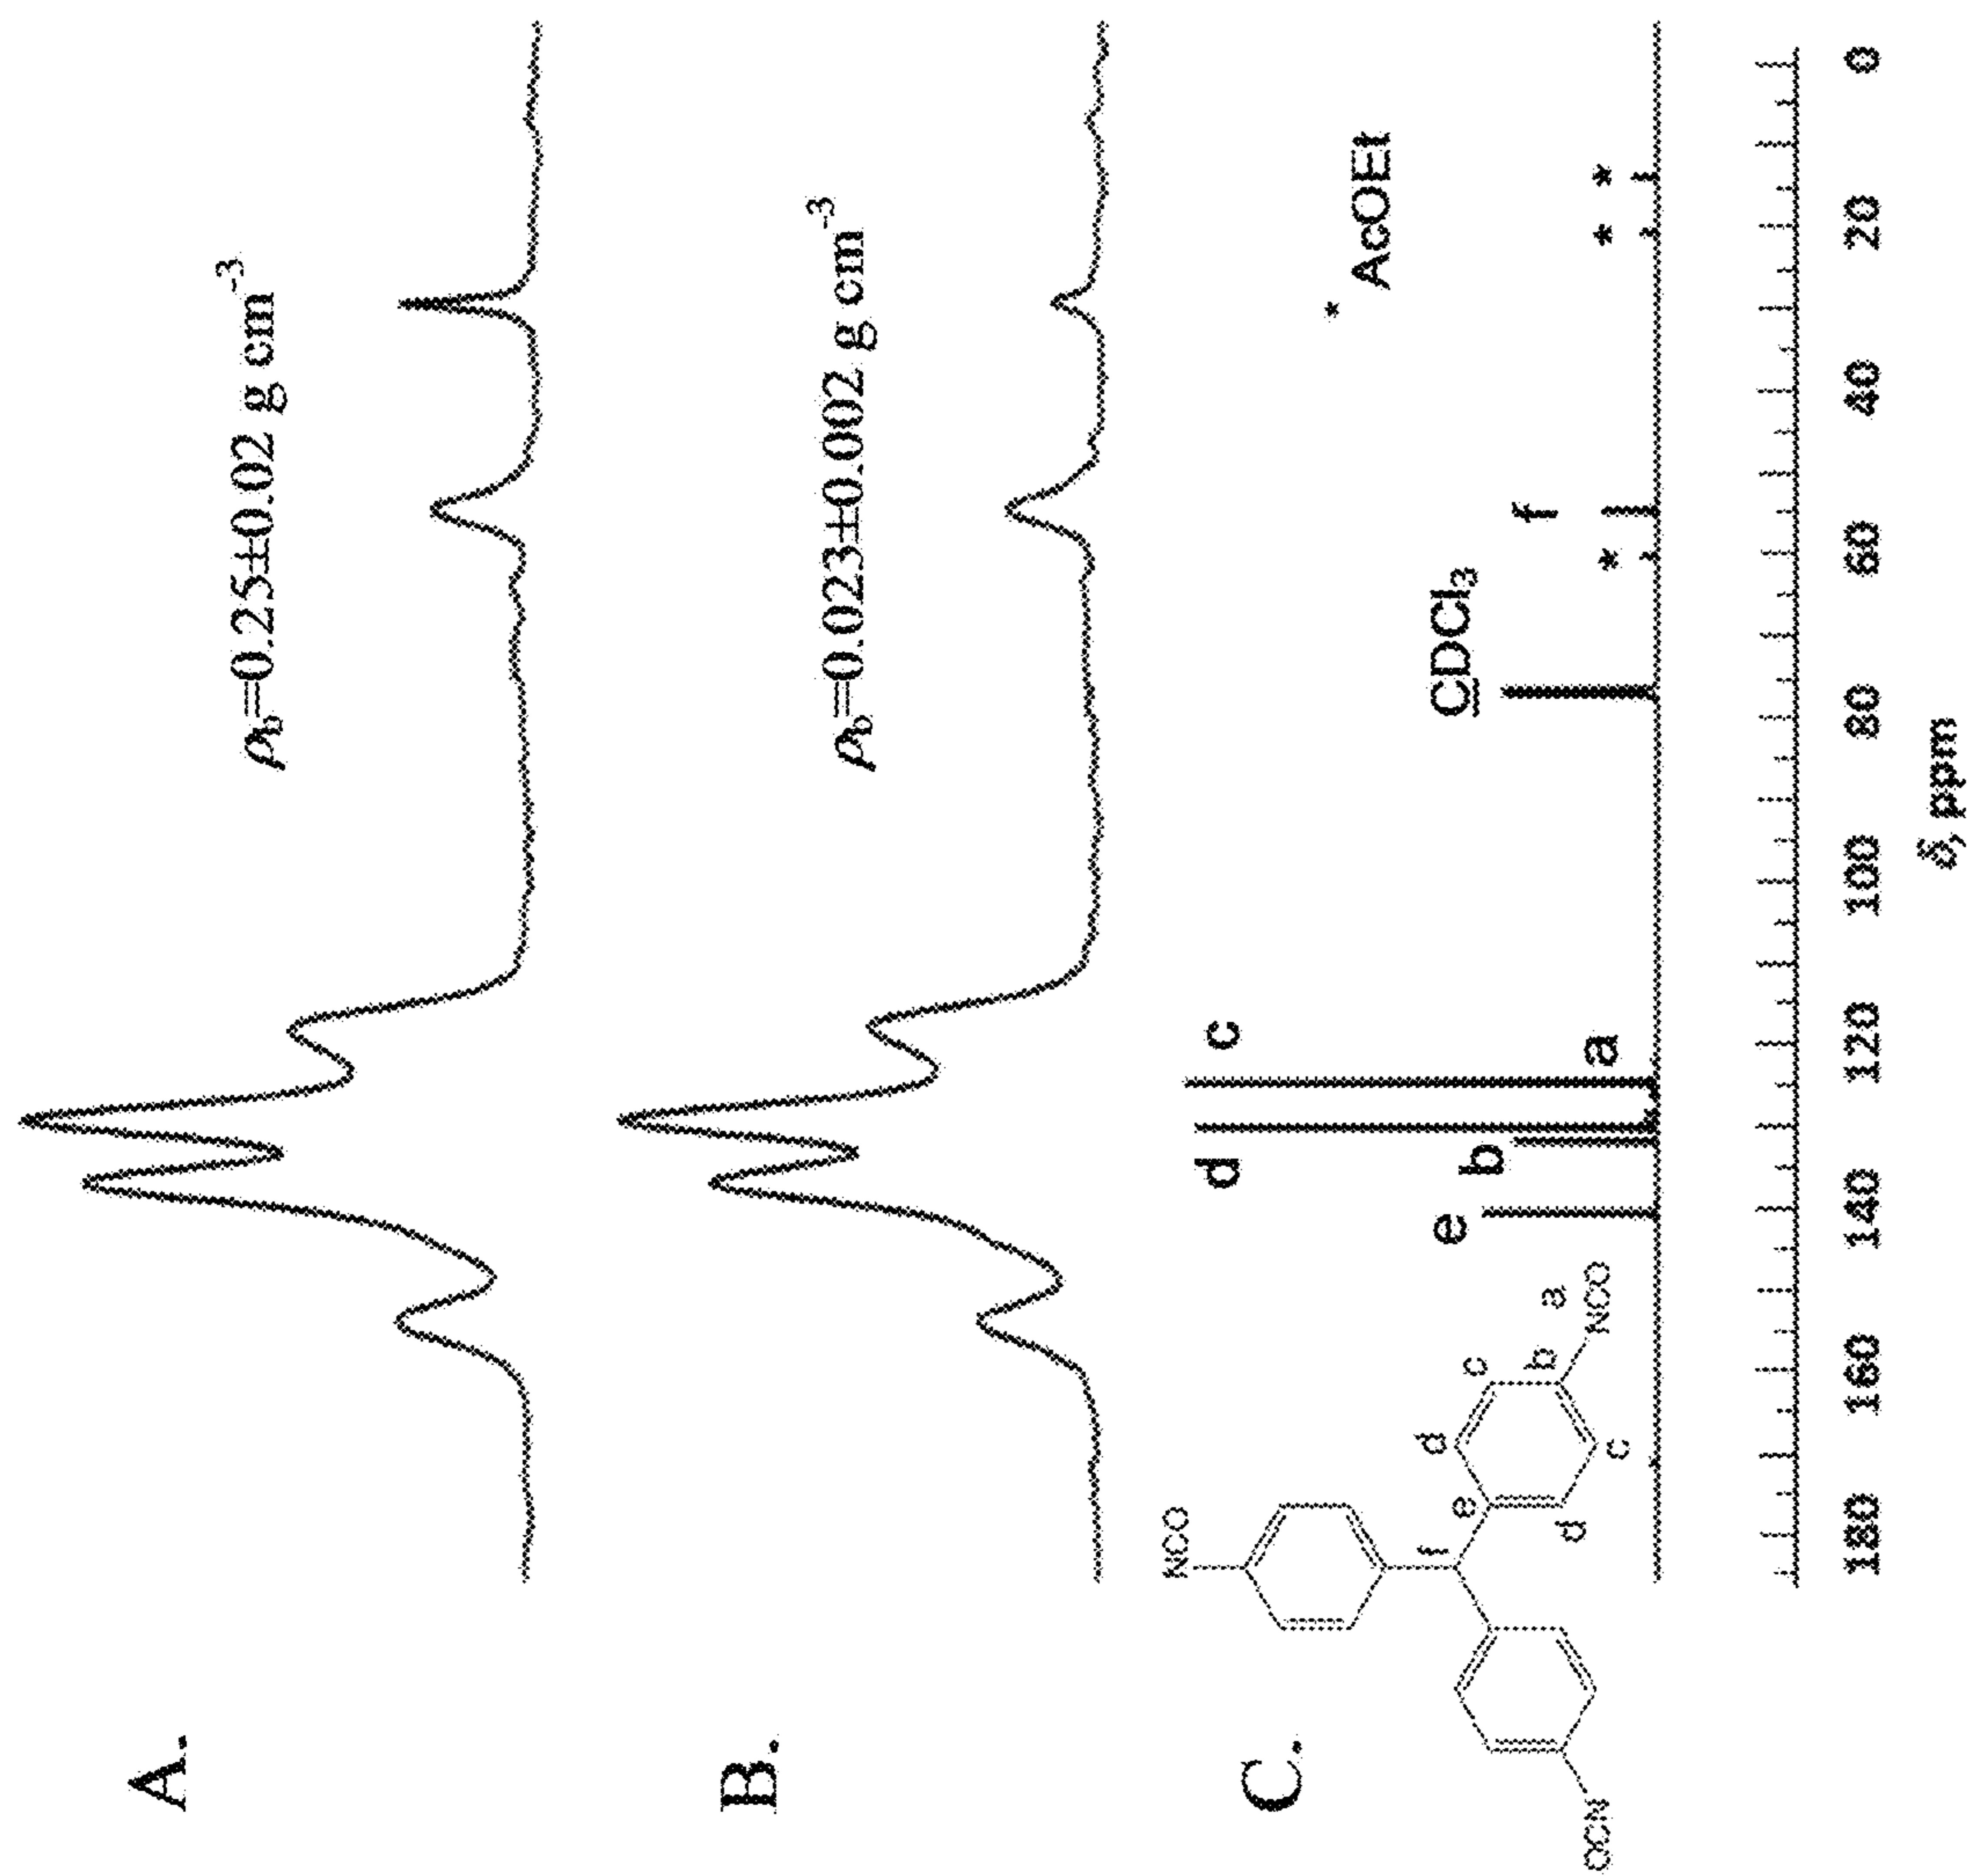 A.
ρb=0.25±0.02 g cm-3
B.
ρb=0.023±0.002 g cm-3
C.
NCO
OCN
NCO
a
b
c
c
d
d
e
f
e
d
b
c
a
CDCl3
*
f
*
*
* AcOEt
180 160 140 120 100 80 60 40 20 0
δ, ppm